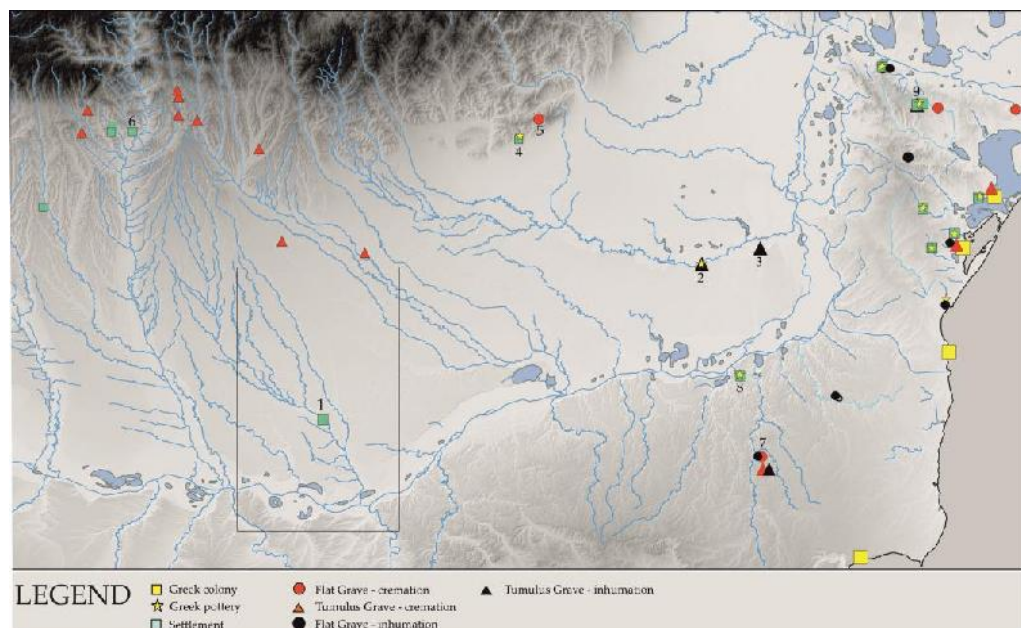 9
6
5
4
3
2
8
1
7
LEGEND
Greek colony
Flat Grave - cremation
Tumulus Grave - inhumation
Greek pottery
Tumulus Grave - cremation
Settlement
Flat Grave - inhumation